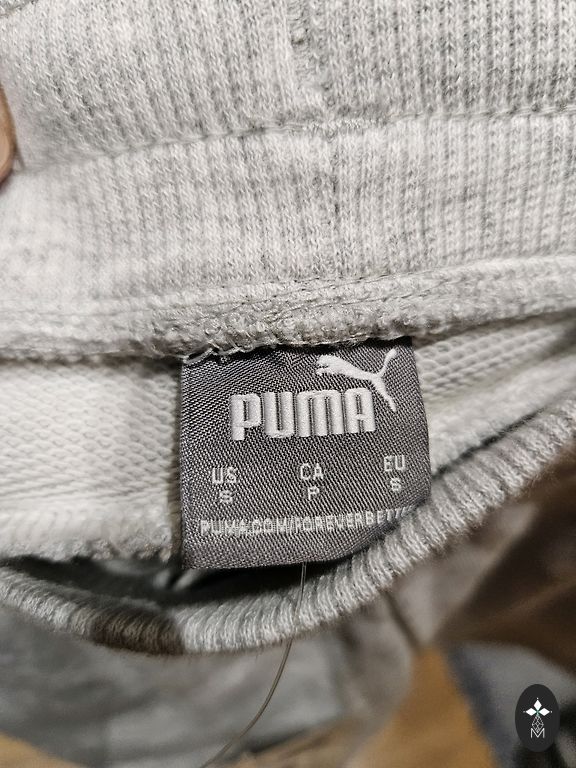 PUMA
US CA EU
S P S
PUMA.COM/FOREVERBETTER
M